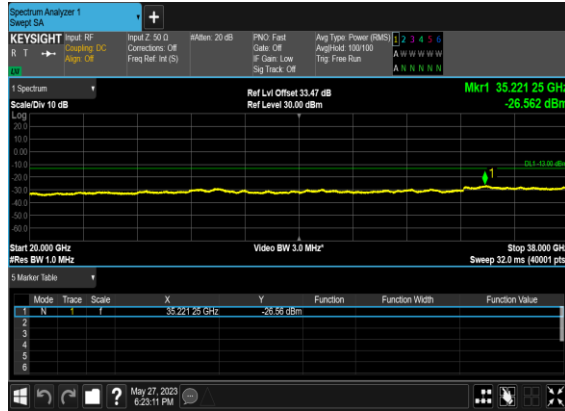 Spectrum Analyzer 1
Swept SA
+
KEYSIGHT Input: RF Input Z: 50 Ω #Atten: 20 dB PNO: Fast Avg Type: Power (RMS) 1 2 3 4 5 6
R T Coupling: DC Corrections: Off Gate: Off Avg|Hold: 100/100 A W W W W W
Align: Off Freq Ref: Int (S) IF Gain: Low Trig: Free Run
Sig Track: Off A N N N N N
1 Spectrum
Ref Lvl Offset 33.47 dB Mkr1 35.221 25 GHz
Scale/Div 10 dB Ref Level 30.00 dBm -26.562 dBm
Log
20.0
10.0
0.00
-10.0
-20.0
-30.0
-40.0
-50.0
-60.0
DL1 -13.00 dBm
1
Start 20.000 GHz Video BW 3.0 MHz* Stop 38.000 GHz
#Res BW 1.0 MHz Sweep 32.0 ms (40001 pts)
5 Marker Table
Mode Trace Scale X Y Function Function Width Function Value
1 N 1 f 35.221 25 GHz -26.56 dBm
2
3
4
5
6
?
May 27, 2023
6:23:11 PM